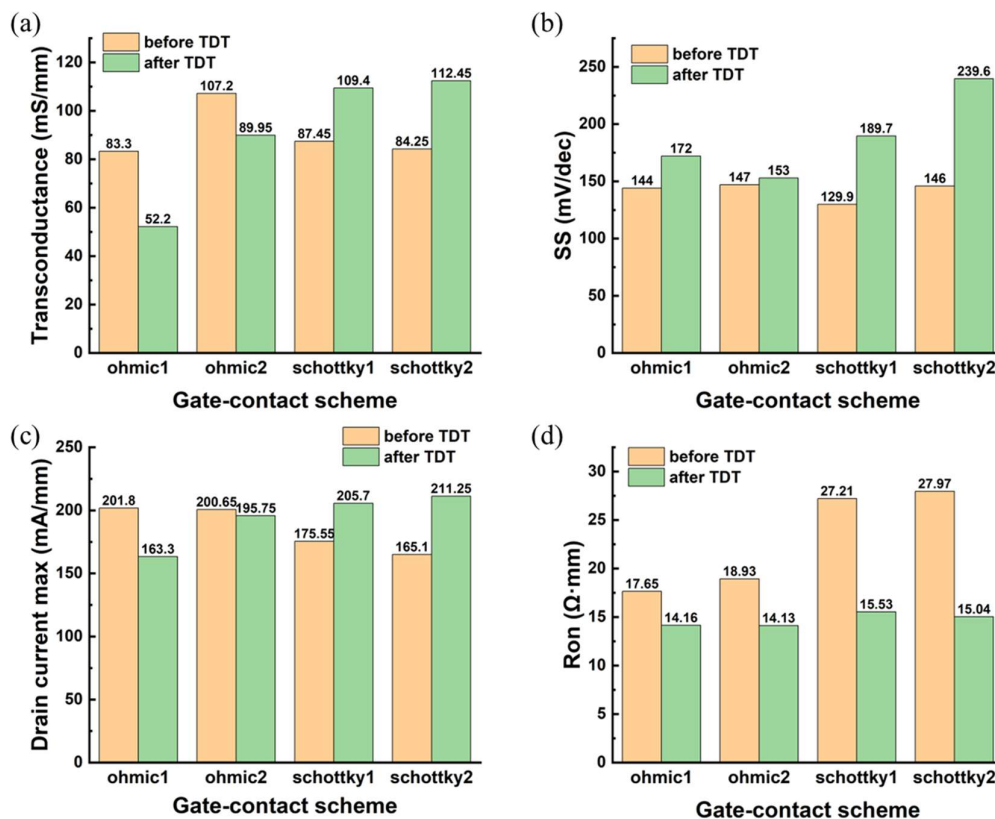 (a)
before TDT
after TDT
Transconductance (mS/mm)
120
100
80
60
40
20
0
83.3
52.2
107.2
89.95
87.45
109.4
84.25
112.45
ohmic1 ohmic2 schottky1 schottky2
Gate-contact scheme
(b)
before TDT
after TDT
SS (mV/dec)
250
200
150
100
50
0
144
172
147
153
129.9
189.7
146
239.6
ohmic1 ohmic2 schottky1 schottky2
Gate-contact scheme
(c)
before TDT
after TDT
Drain current max (mA/mm)
250
200
150
100
50
0
201.8
163.3
200.65
195.75
175.55
205.7
165.1
211.25
ohmic1 ohmic2 schottky1 schottky2
Gate-contact scheme
(d)
before TDT
after TDT
Ron (Ω·mm)
30
25
20
15
10
5
0
17.65
14.16
18.93
14.13
27.21
15.53
27.97
15.04
ohmic1 ohmic2 schottky1 schottky2
Gate-contact scheme